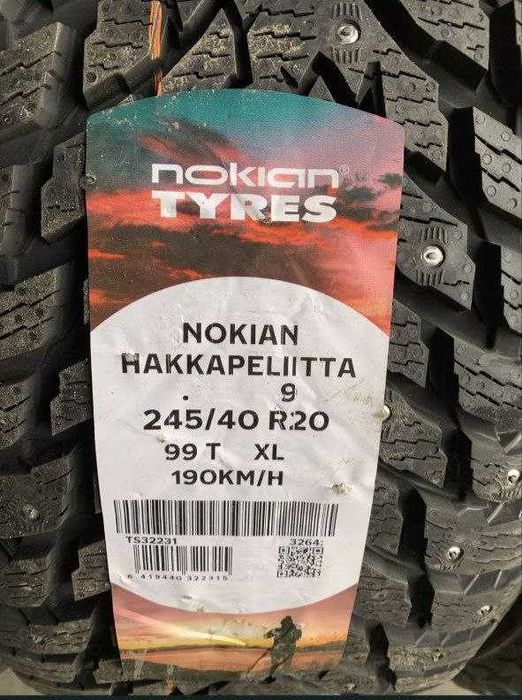 nokian®
TYRES
NOKIAN
HAKKAPELIITTA
. 9
245/40 R20
99 T XL
190KM/H
TS32231
3264
6 419440 322315